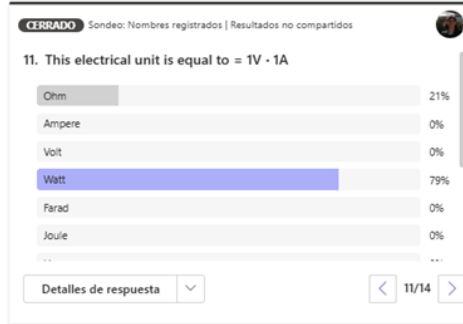 CERRADO Sondeo: Nombres registrados | Resultados no compartidos
11. This electrical unit is equal to = 1V · 1A
Ohm 21%
Ampere 0%
Volt 0%
Watt 79%
Farad 0%
Joule 0%
Detalles de respuesta 11/14